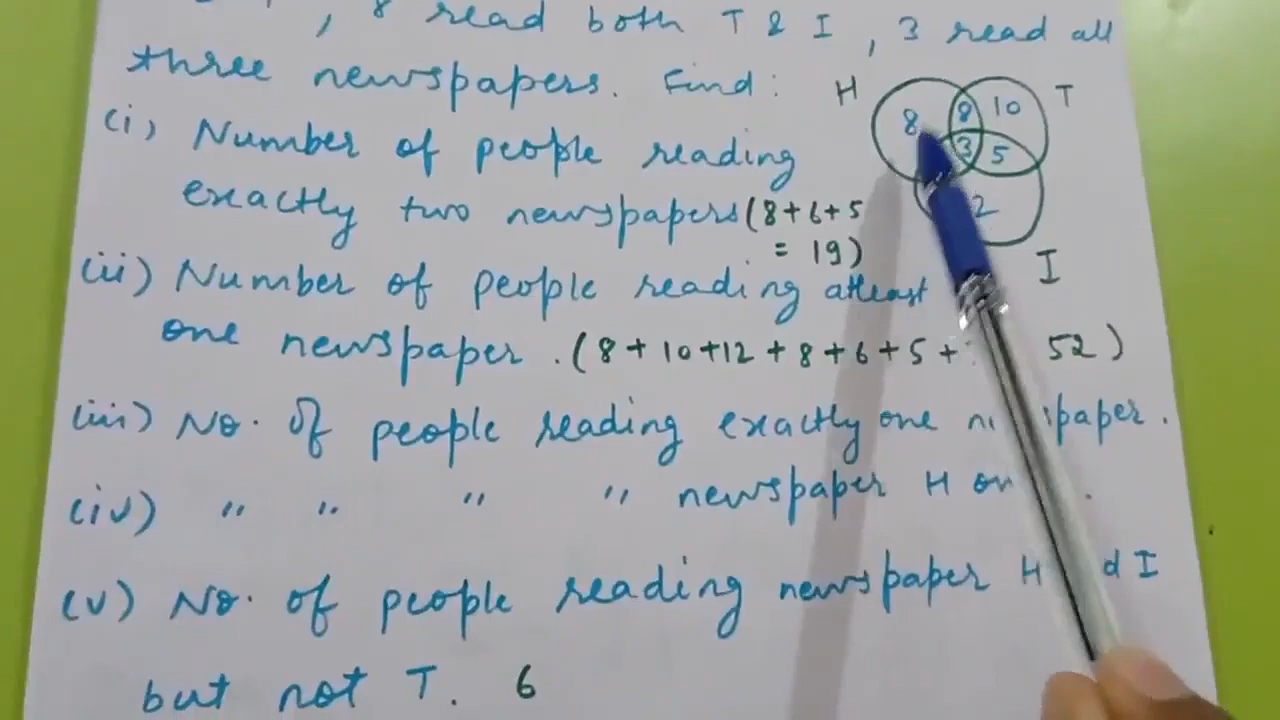 , 8 read both T & I , 3 read all
three newspapers. Find :
(i) Number of people reading
exactly two newspapers (8+6+5
= 19)
(ii) Number of people reading atleast
one newspaper . (8 + 10 +12 + 8 + 6 + 5 + 52 )
(iii) No. of people reading exactly one newspaper .
(iv) " " " " newspaper H .
(v) No. of people reading newspaper H I
but not T. 6
H T
8 8 10
3 5
2
I